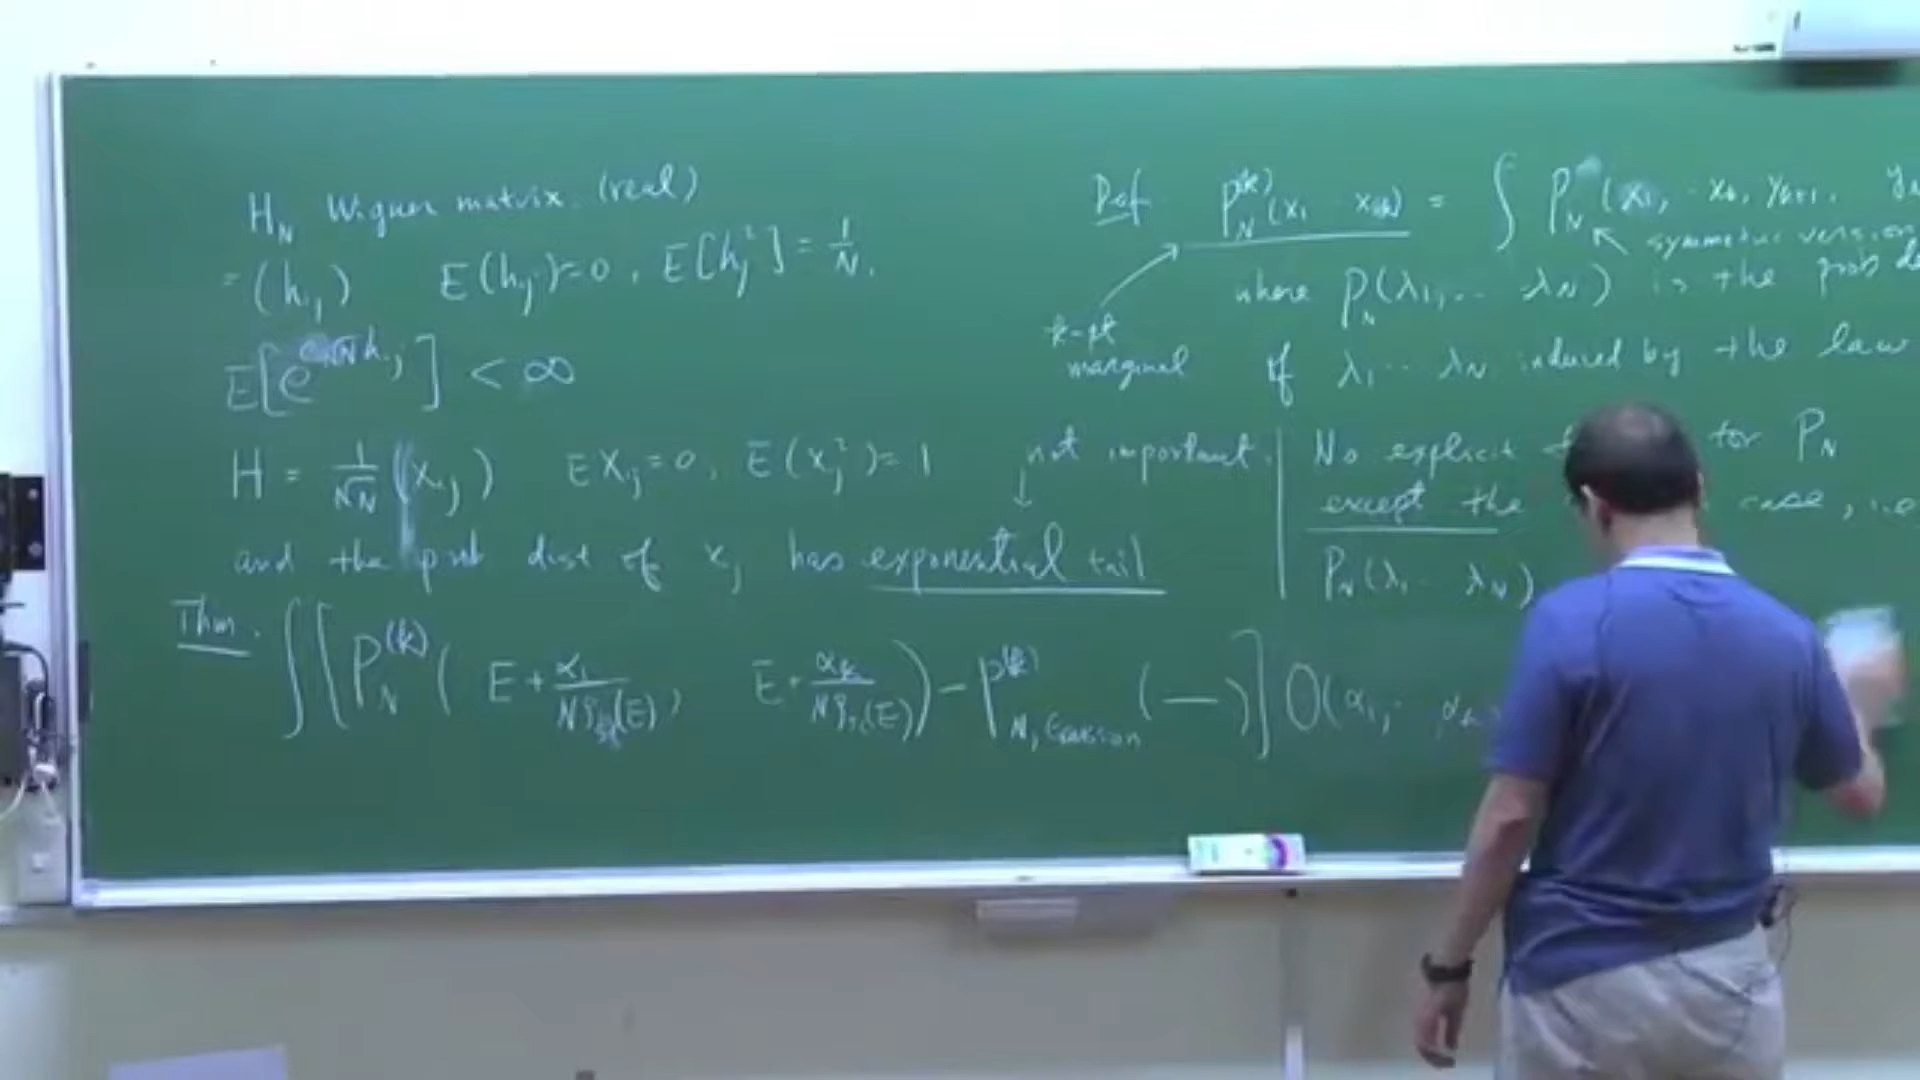 H_N Wigner matrix (real)
= (h_ij)   E(h_ij)=0, E[h_ij^2] = 1/N.
E[e^{√N h_ij}] < ∞
H = 1/√N (x_ij)   E x_ij = 0, E(x_ij^2) = 1
and the prob dist of x_ij has exponential tail
not important.
↓
Thm. ∫[P_N^(k)( E + α_1/(Nρ_sc(E)), E + α_k/(Nρ_sc(E)) ) − P^(k)_{N, Gaussian} (—)] O(α_1, .. α_k)
Def. P_N^(k)(x_1 .. x_k) = ∫ P_N(x_1, .. x_k, y_{k+1},
symmetric version
k-pt
marginal
where P_N(λ_1, ... λ_N) is the prob
of λ_1 ... λ_N induced by the law
No explicit for P_N
except the case, i.e
P_N(λ_1 .. λ_N)